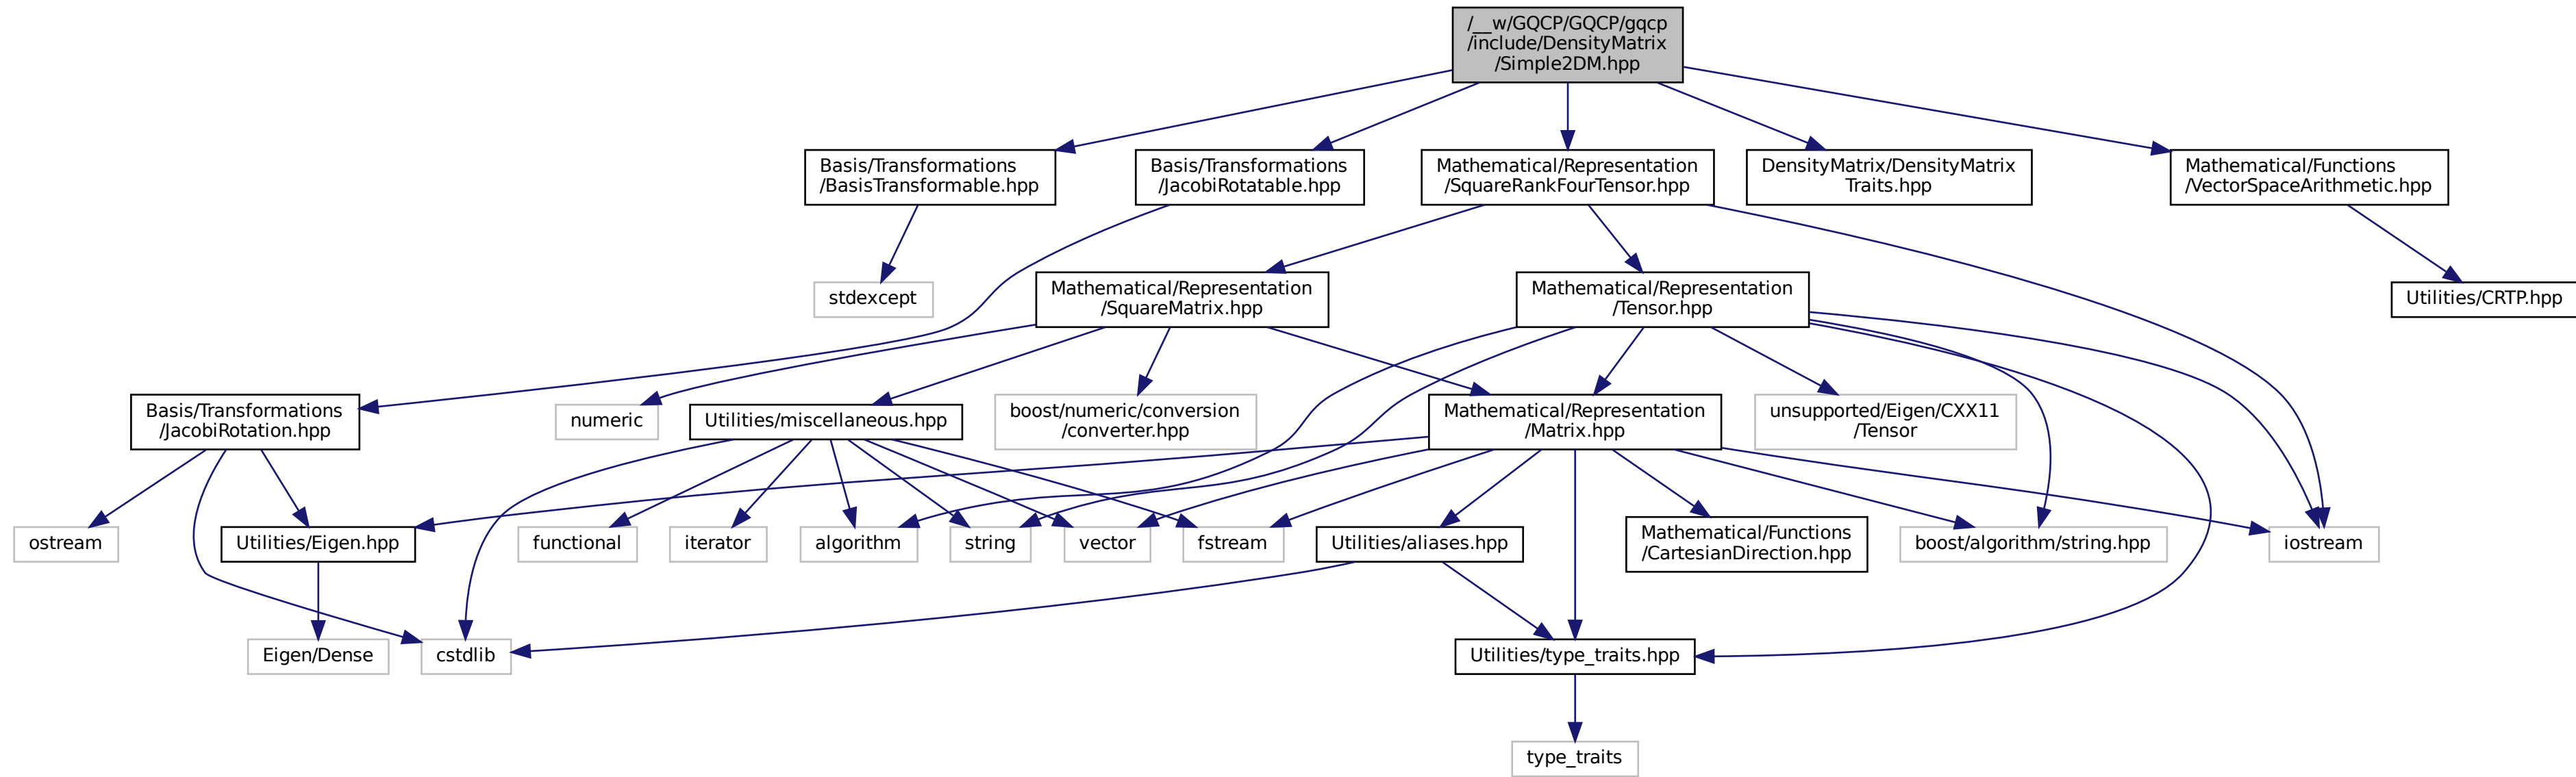 /__w/GQCP/GQCP/gqcp
/include/DensityMatrix
/Simple2DM.hpp
Basis/Transformations
/BasisTransformable.hpp
Basis/Transformations
/JacobiRotatable.hpp
Mathematical/Representation
/SquareRankFourTensor.hpp
DensityMatrix/DensityMatrix
Traits.hpp
Mathematical/Functions
/VectorSpaceArithmetic.hpp
stdexcept
Mathematical/Representation
/SquareMatrix.hpp
Mathematical/Representation
/Tensor.hpp
Utilities/CRTP.hpp
Basis/Transformations
/JacobiRotation.hpp
numeric
Utilities/miscellaneous.hpp
boost/numeric/conversion
/converter.hpp
Mathematical/Representation
/Matrix.hpp
unsupported/Eigen/CXX11
/Tensor
ostream
Utilities/Eigen.hpp
functional
iterator
algorithm
string
vector
fstream
Utilities/aliases.hpp
Mathematical/Functions
/CartesianDirection.hpp
boost/algorithm/string.hpp
iostream
Eigen/Dense
cstdlib
Utilities/type_traits.hpp
type_traits